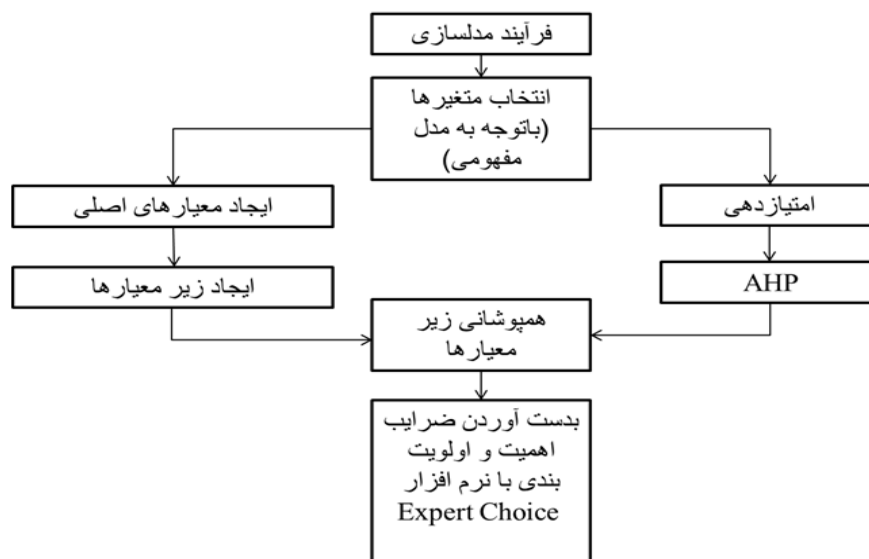 فرآیند مدلسازی
انتخاب متغیرها
(باتوجه به مدل
مفهومی)
ایجاد معیارهای اصلی
امتیازدهی
ایجاد زیر معیارها
AHP
همپوشانی زیر
معیارها
بدست آوردن ضرایب
اهمیت و اولویت
بندی با نرم افزار
Expert Choice